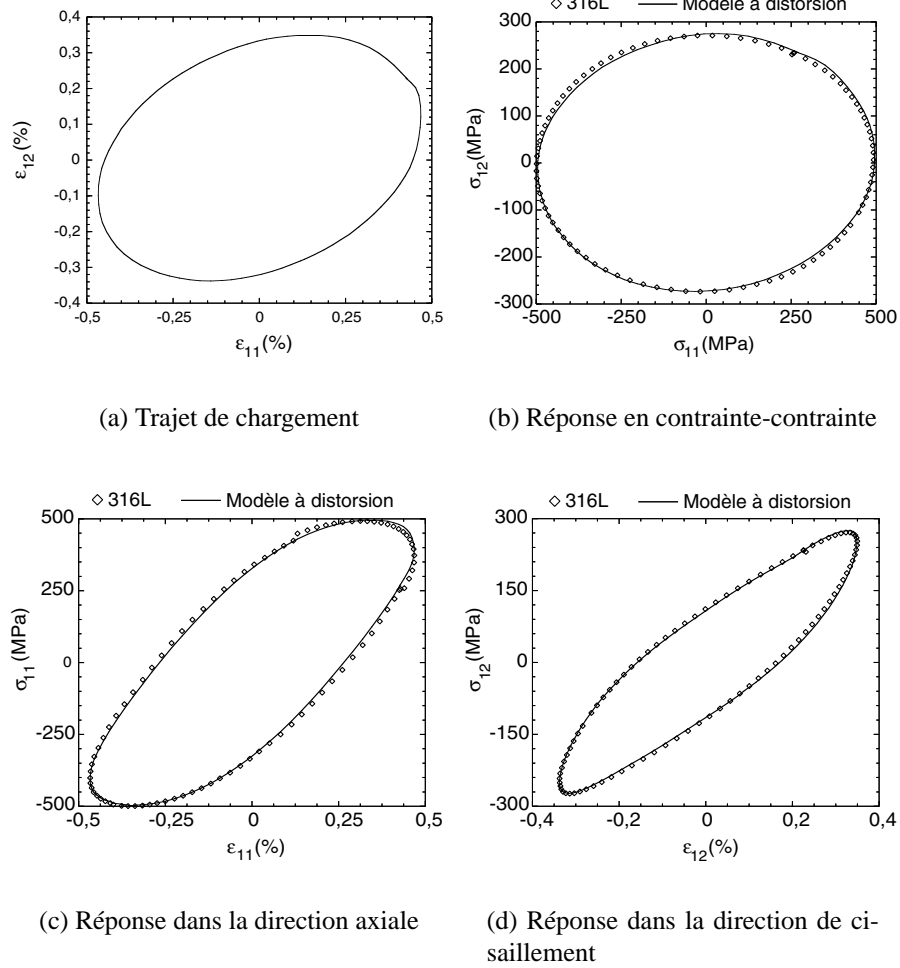 0,4
0,3
0,2
0,1
0
-0,1
-0,2
-0,3
-0,4
-0,5
-0,25
0
0,25
0,5
ε12(%)
ε11(%)
316L Modèle à distorsion
300
200
100
0
-100
-200
-300
-500
-250
0
250
500
σ12(MPa)
σ11(MPa)
(a) Trajet de chargement
(b) Réponse en contrainte-contrainte
316L Modèle à distorsion
500
250
0
-250
-500
-0,5
-0,25
0
0,25
0,5
σ11(MPa)
ε11(%)
316L Modèle à distorsion
300
150
0
-150
-300
-0,4
-0,2
0
0,2
0,4
σ12(MPa)
ε12(%)
(c) Réponse dans la direction axiale
(d) Réponse dans la direction de ci-
saillement